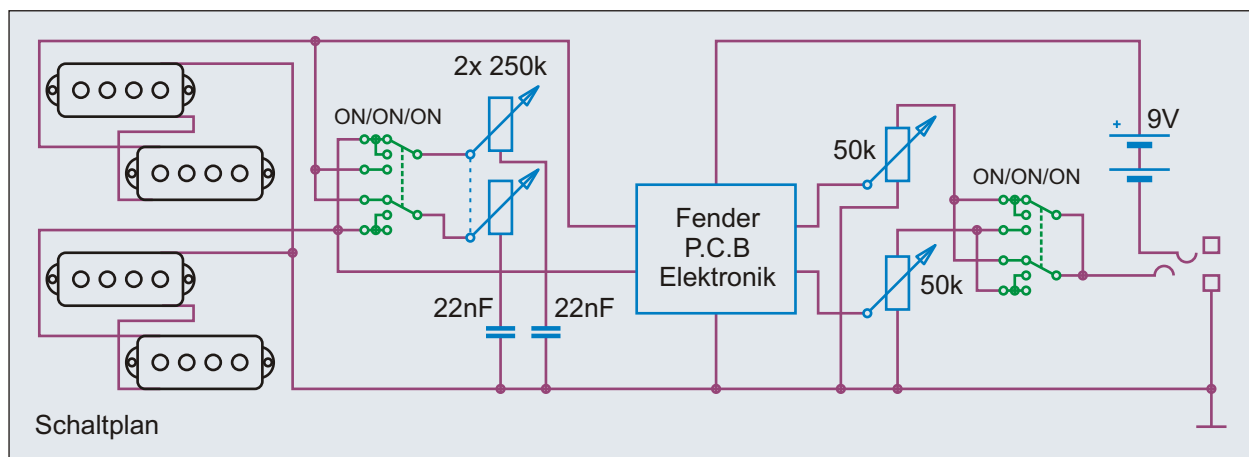 2x 250k
ON/ON/ON
50k
+
9V
ON/ON/ON
Fender
P.C.B
Elektronik
50k
22nF
22nF
Schaltplan